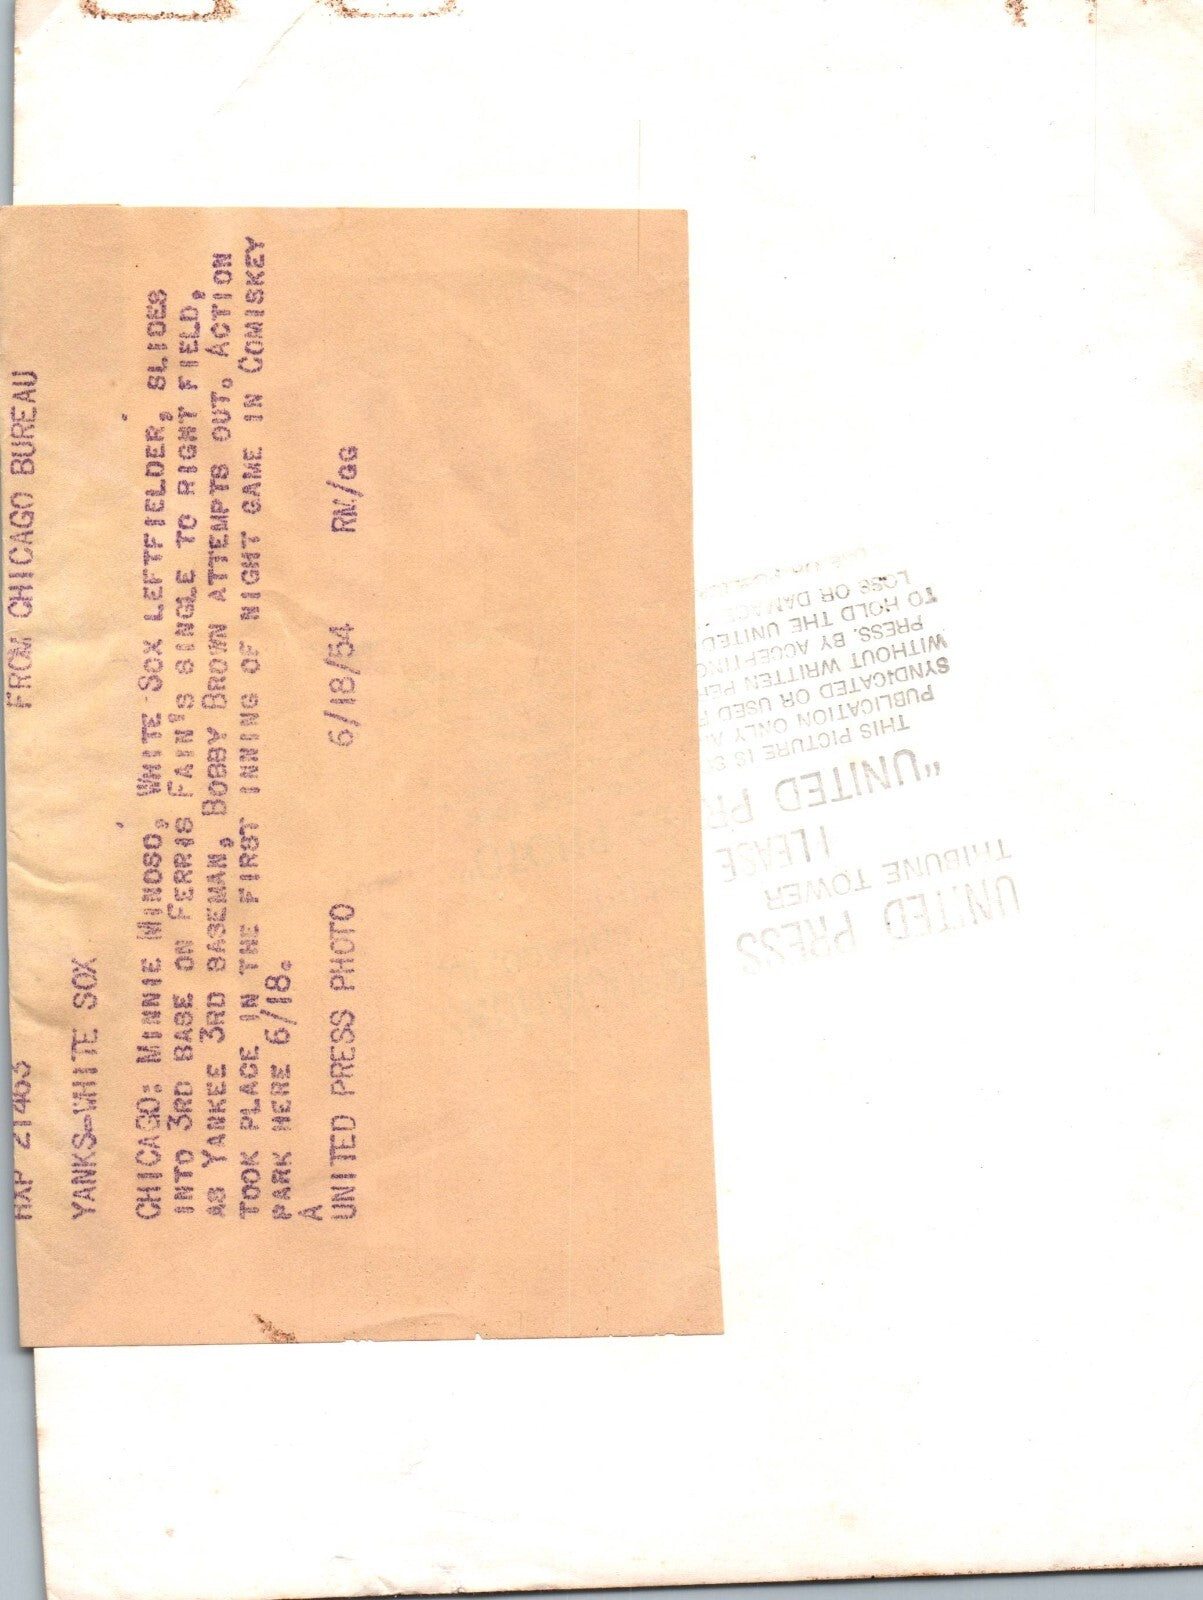 FROM CHICAGO BUREAU
YANKS-WHITE SOX
CHICAGO: MINNIE MINOSO, WHITE SOX LEFTFIELDER, SLIDES
INTO 3RD BASE ON FERRIS FAIN'S SINGLE TO RIGHT FIELD,
AS YANKEE 3RD BASEMAN, BOBBY BROWN ATTEMPTS OUT. ACTION
TOOK PLACE IN THE FIRST INNING OF NIGHT GAME IN COMISKEY
PARK HERE 6/18.
A
UNITED PRESS PHOTO 6/18/54 RM/GG
UNITED PRESS
TRIBUNE TOWER
PLEASE
"UNITED PR
THIS PICTURE IS S
PUBLICATION ONLY A
SYNDICATED OR USED F
WITHOUT WRITTEN PER
PRESS. BY ACCEPTING
TO HOLD THE UNITED
LOSS OR DAMAGE